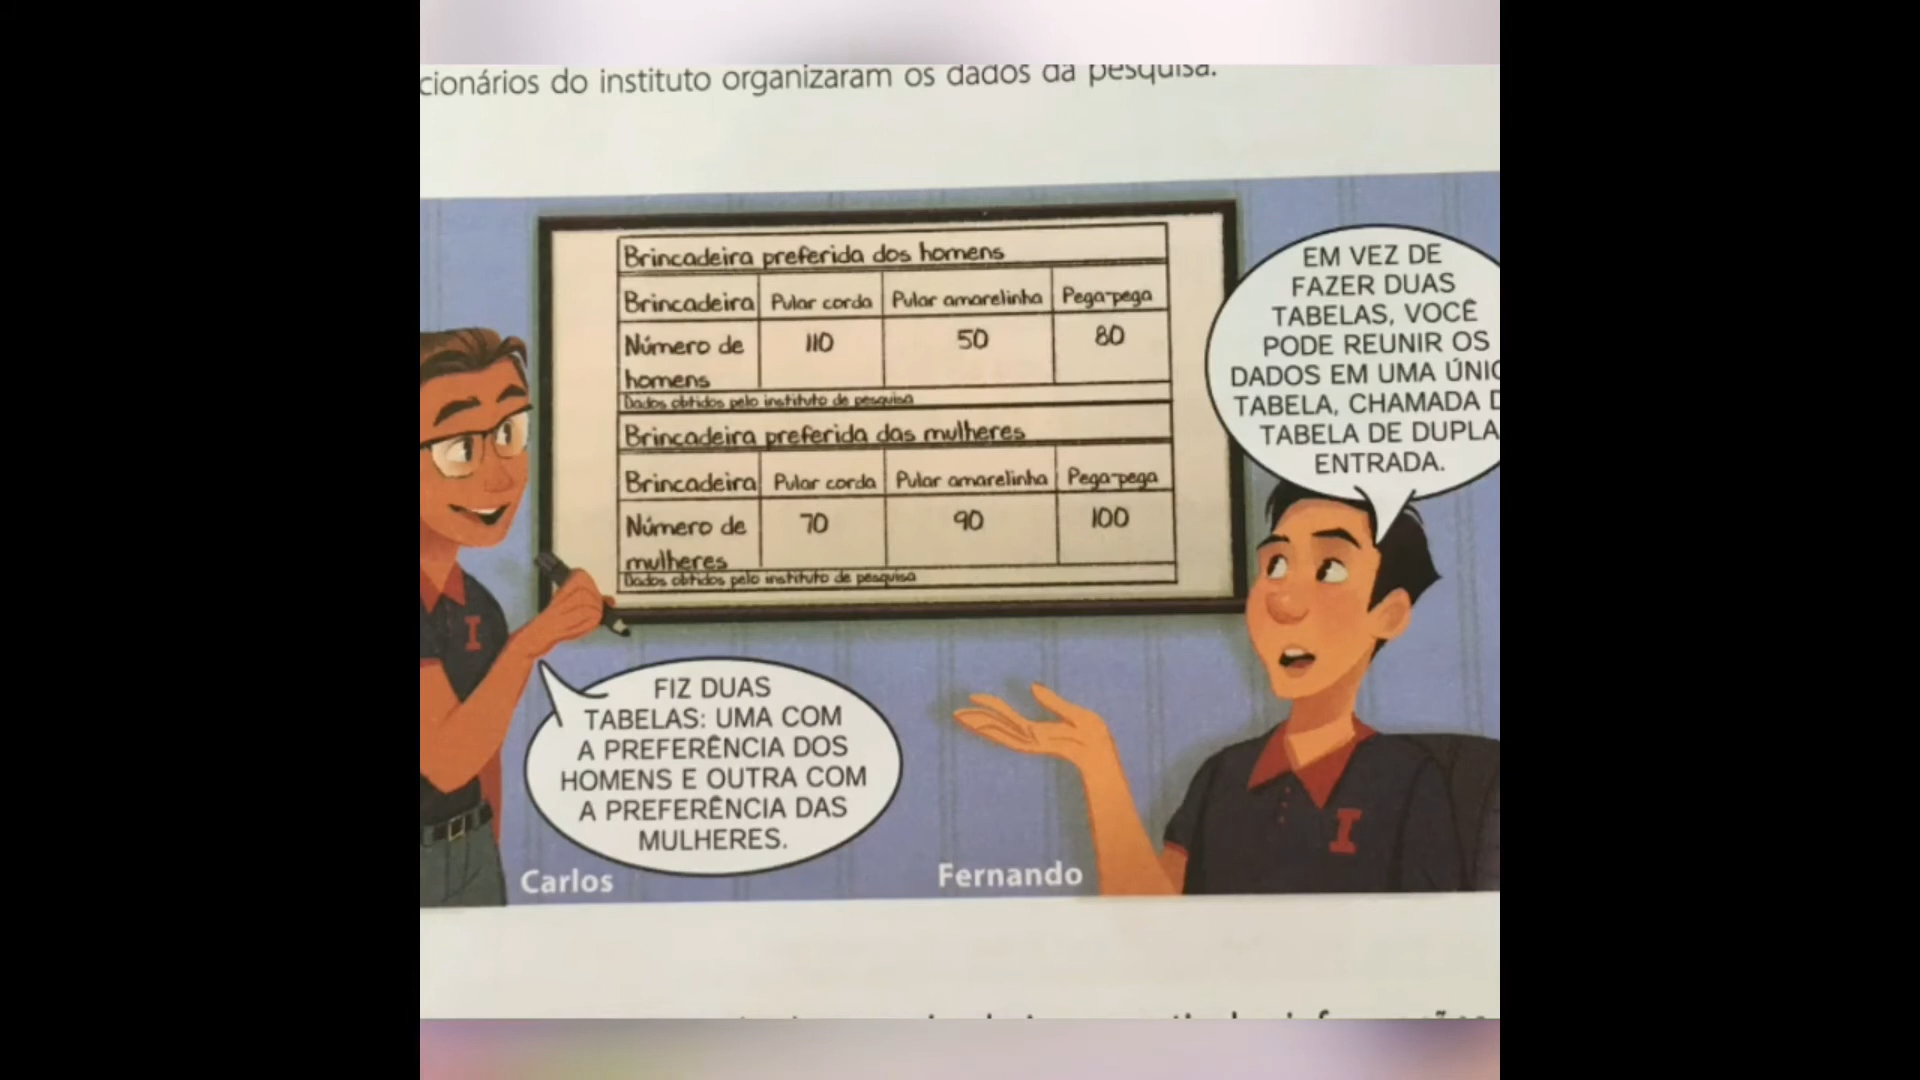 cionários do instituto organizaram os dados da pesquisa.
Brincadeira preferida dos homens
Brincadeira Pular corda Pular amarelinha Pega-pega
Número de homens 110 50 80
Dados obtidos pelo instituto de pesquisa
Brincadeira preferida das mulheres
Brincadeira Pular corda Pular amarelinha Pega-pega
Número de mulheres 70 90 100
Dados obtidos pelo instituto de pesquisa
EM VEZ DE
FAZER DUAS
TABELAS, VOCÊ
PODE REUNIR OS
DADOS EM UMA ÚNIC
TABELA, CHAMADA D
TABELA DE DUPLA
ENTRADA.
I
I
FIZ DUAS
TABELAS: UMA COM
A PREFERÊNCIA DOS
HOMENS E OUTRA COM
A PREFERÊNCIA DAS
MULHERES.
Carlos
Fernando